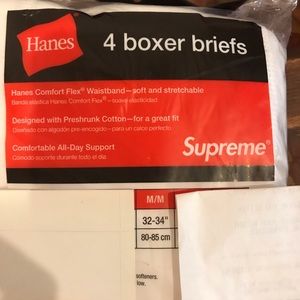 Hanes
4 boxer briefs
Hanes Comfort Flex® Waistband—soft and stretchable
Banda elástica Hanes Comfort Flex®—suave elasticidad
Designed with Preshrunk Cotton—for a great fit
Diseñado con algodón pre-encogido—para un calce perfecto
Comfortable All-Day Support
Cómodo soporte durante todo el día
Supreme®
M/M
32-34"
80-85 cm
softeners.
low.